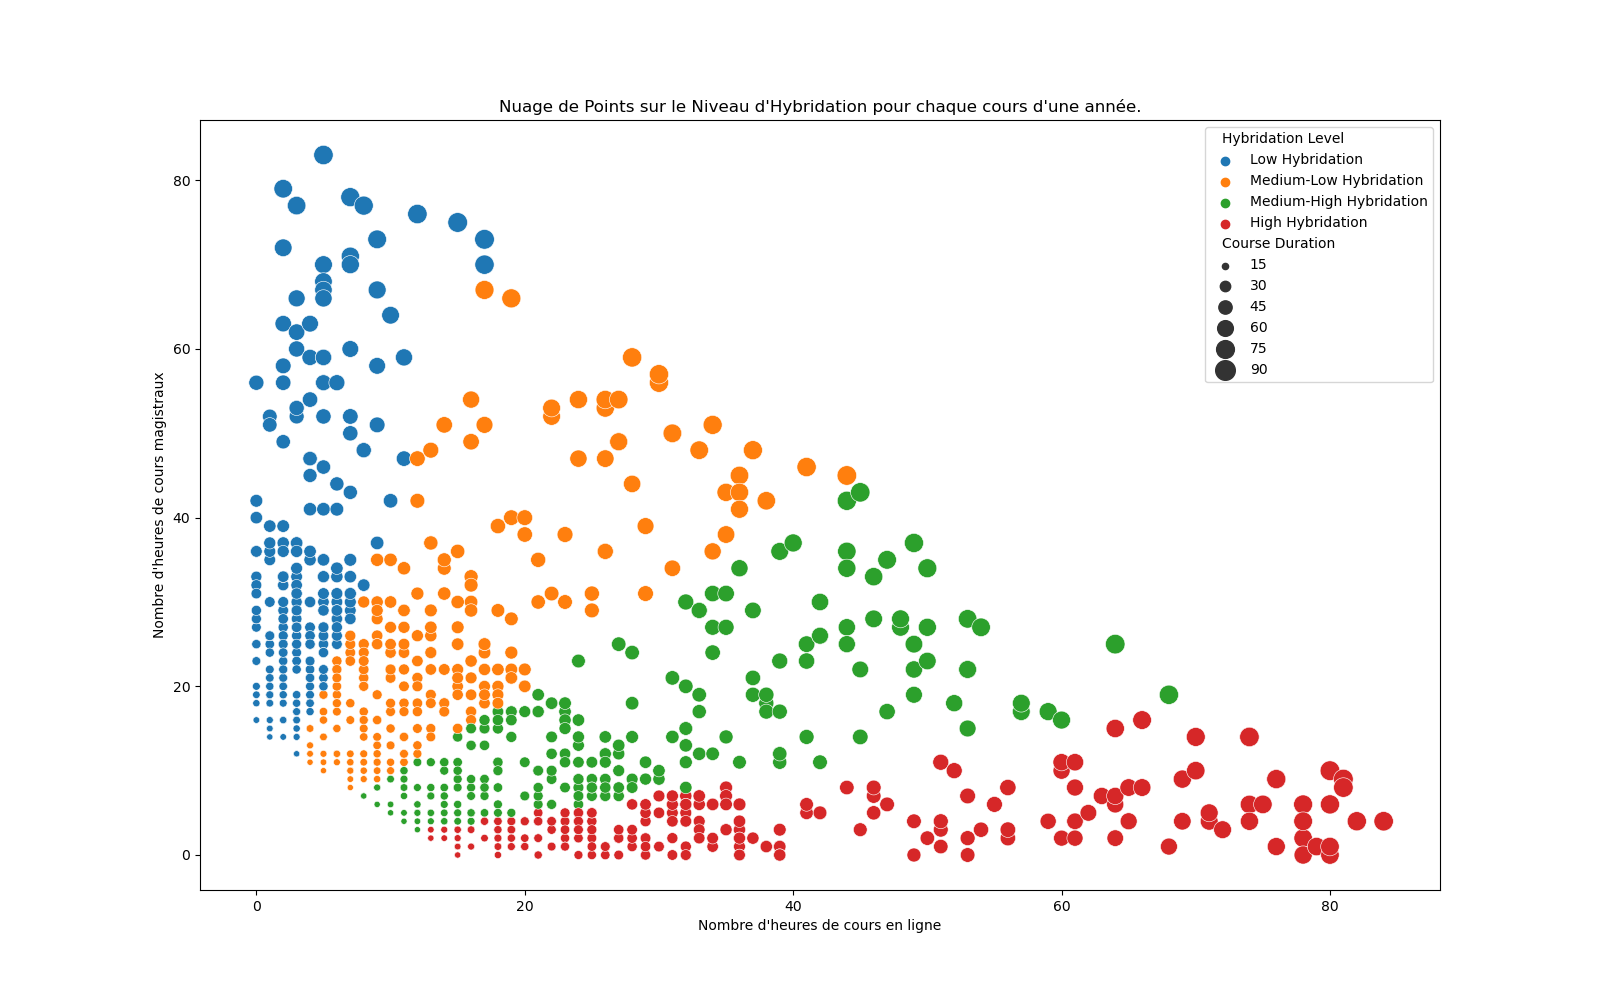 Nuage de Points sur le Niveau d'Hybridation pour chaque cours d'une année.
Hybridation Level
Low Hybridation
Medium-Low Hybridation
Medium-High Hybridation
High Hybridation
Course Duration
15
30
45
60
75
90
Nombre d'heures de cours magistraux
80
60
40
20
0
0 20 40 60 80
Nombre d'heures de cours en ligne